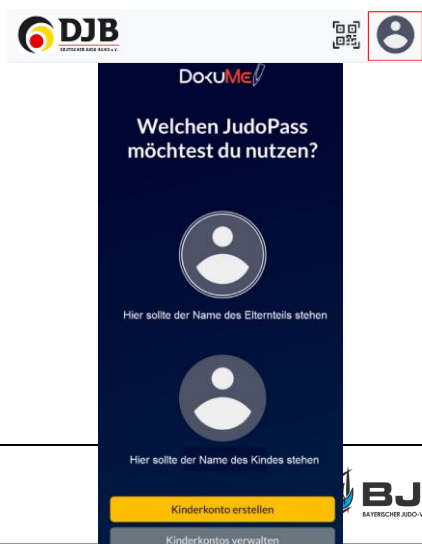 DJB
DEUTSCHER JUDO-BUND e.V.
DokuMe
Welchen JudoPass
möchtest du nutzen?
Hier sollte der Name des Elternteils stehen
Hier sollte der Name des Kindes stehen
Kinderkonto erstellen
BJ
BAYERISCHER JUDO-V
Kinderkontos verwalten